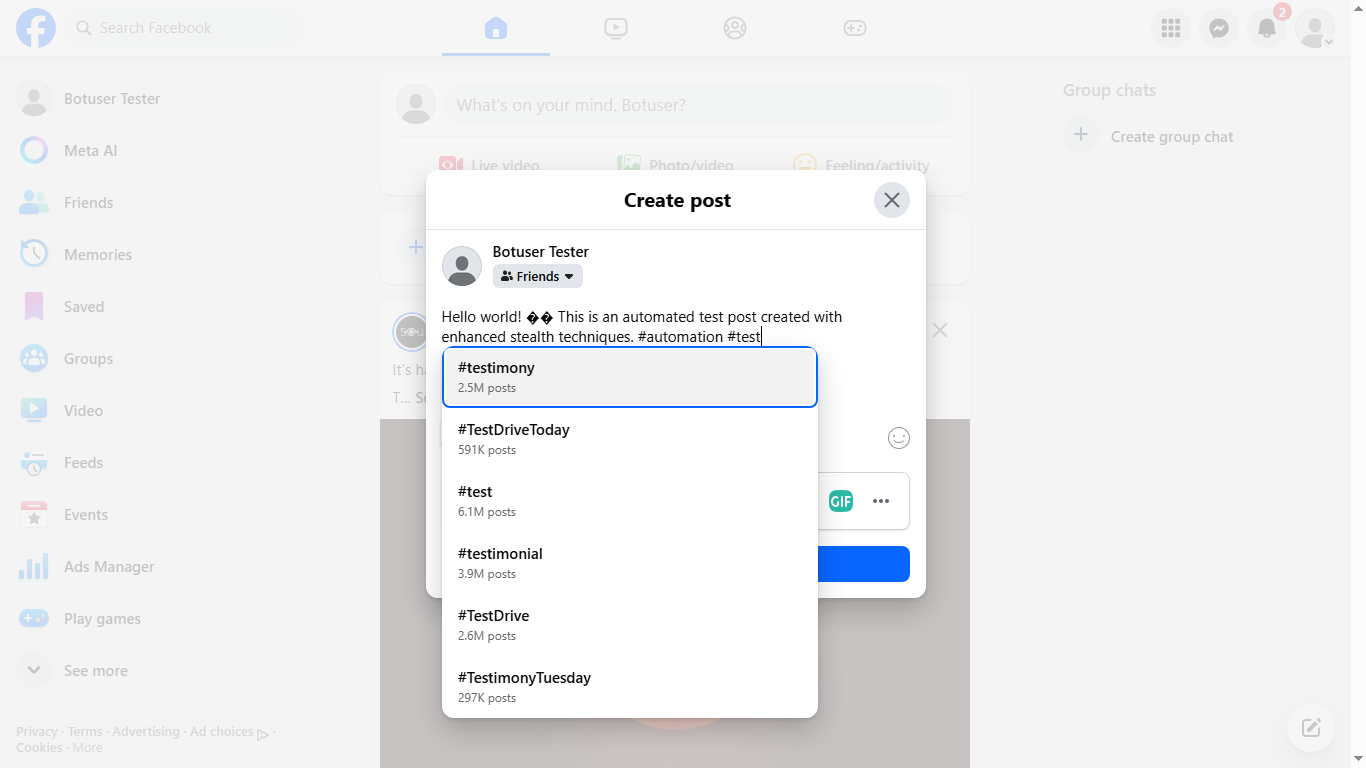 Search Facebook
2
Botuser Tester
Meta AI
Friends
Memories
Saved
Groups
Video
Feeds
Events
Ads Manager
Play games
See more
Privacy · Terms · Advertising · Ad choices ·
Cookies · More
What's on your mind, Botuser?
Live video
Photo/video
Feeling/activity
Create post
Botuser Tester
Friends
Hello world! �� This is an automated test post created with
enhanced stealth techniques. #automation #test
#testimony
2.5M posts
#TestDriveToday
591K posts
#test
6.1M posts
#testimonial
3.9M posts
#TestDrive
2.6M posts
#TestimonyTuesday
297K posts
GIF
It's ha
T...
Group chats
Create group chat